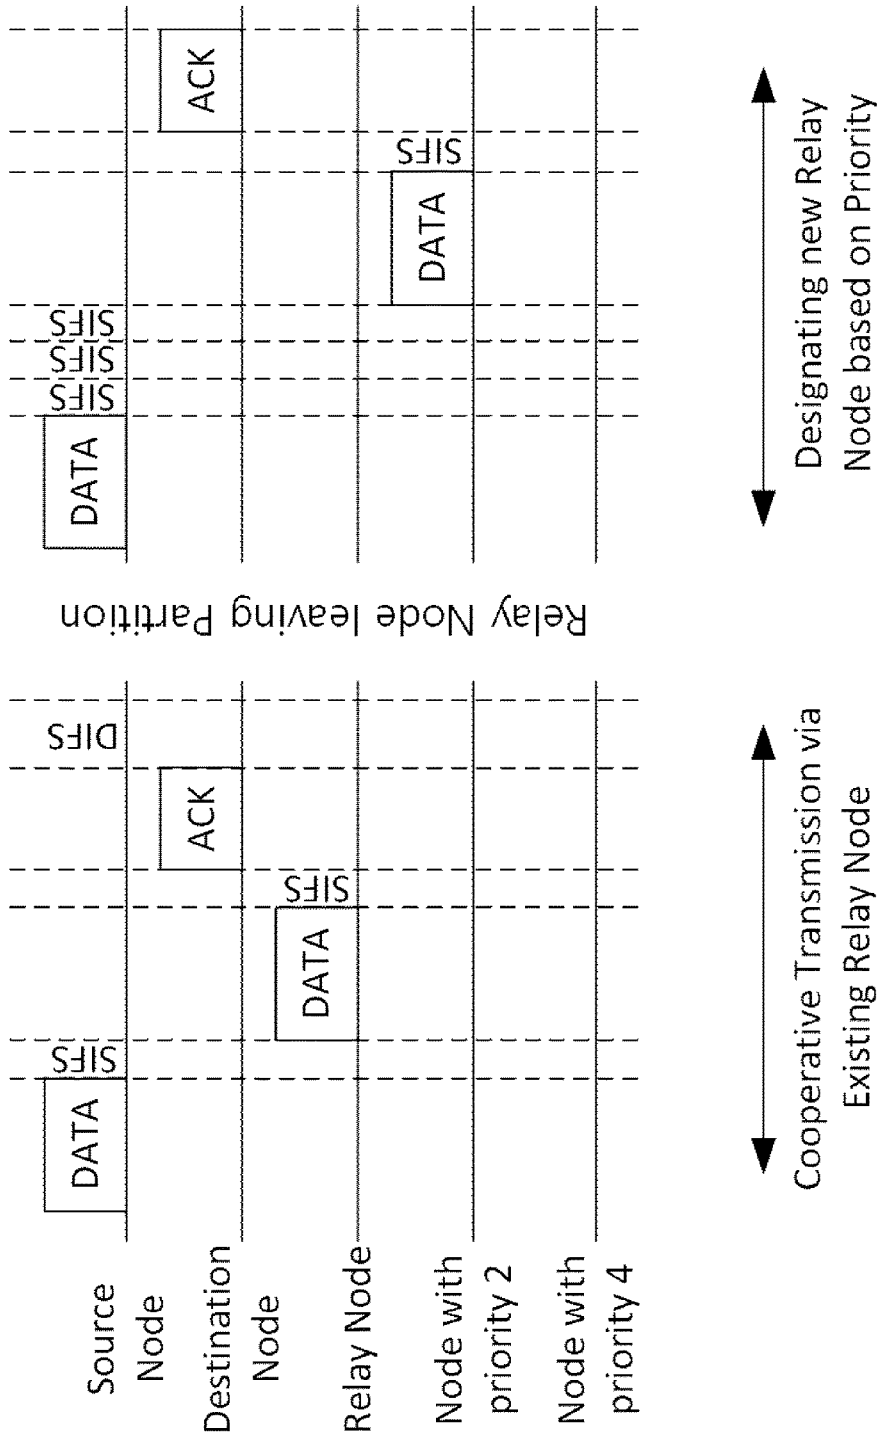 Source
Node
DATA
SIFS
DIFS
DATA
SIFS
SIFS
SIFS
Destination
Node
ACK
ACK
Relay Node
DATA
SIFS
Node with
priority 2
DATA
SIFS
Node with
priority 4
Relay Node leaving Partition
Cooperative Transmission via
Existing Relay Node
Designating new Relay
Node based on Priority